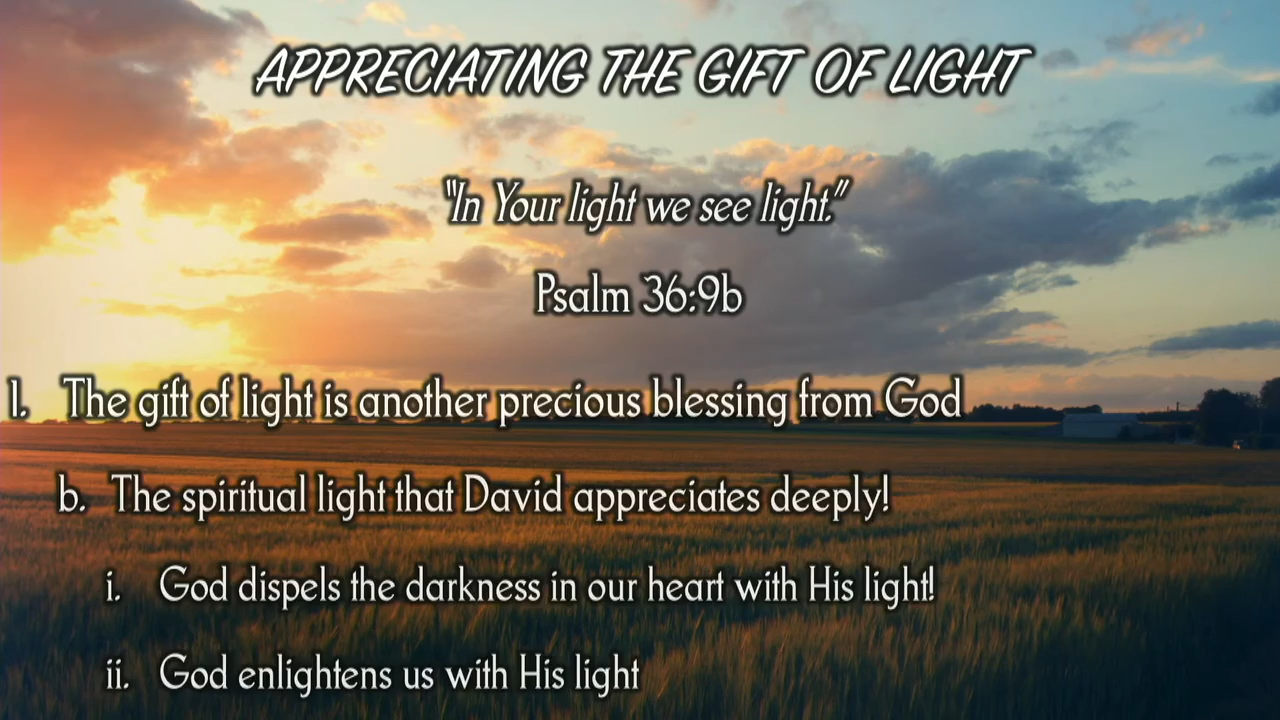 APPRECIATING THE GIFT OF LIGHT
"In Your light we see light."
Psalm 36:9b
1. The gift of light is another precious blessing from God
b. The spiritual light that David appreciates deeply!
i. God dispels the darkness in our heart with His light!
ii. God enlightens us with His light